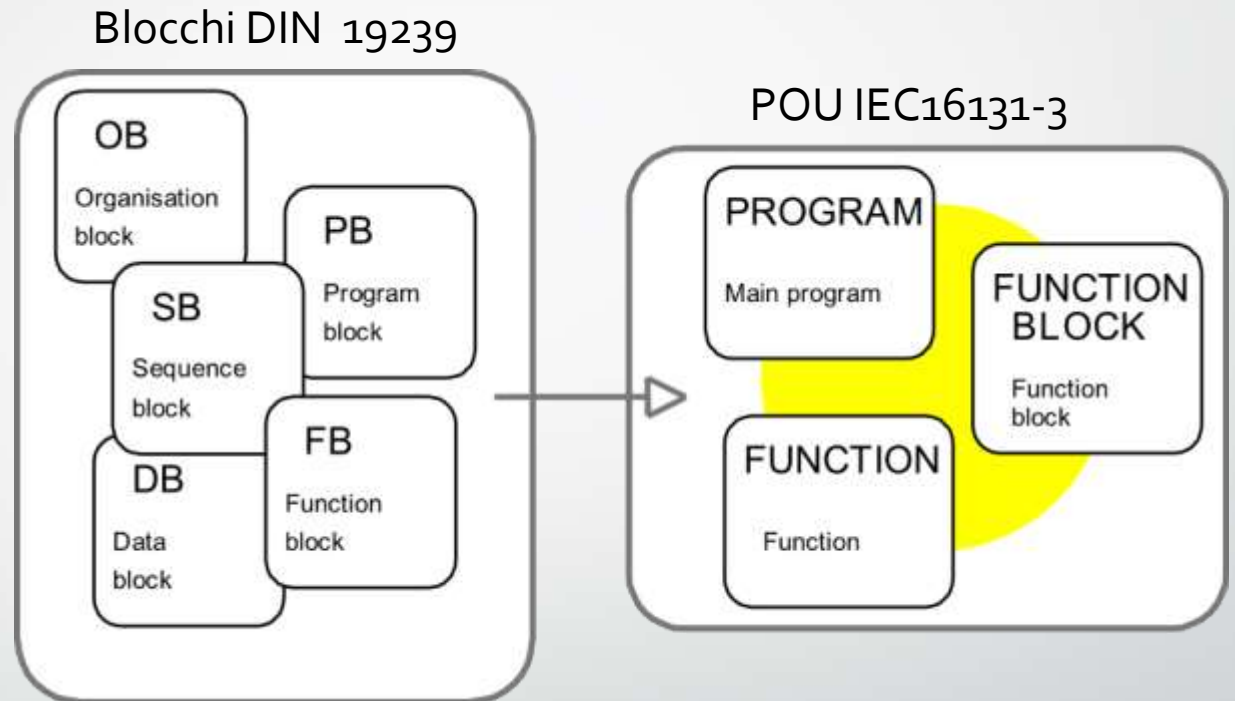 Blocchi DIN 19239
OB
Organisation
block
PB
Program
block
SB
Sequence
block
FB
Function
block
DB
Data
block
POU IEC16131-3
PROGRAM
Main program
FUNCTION
BLOCK
Function
block
FUNCTION
Function